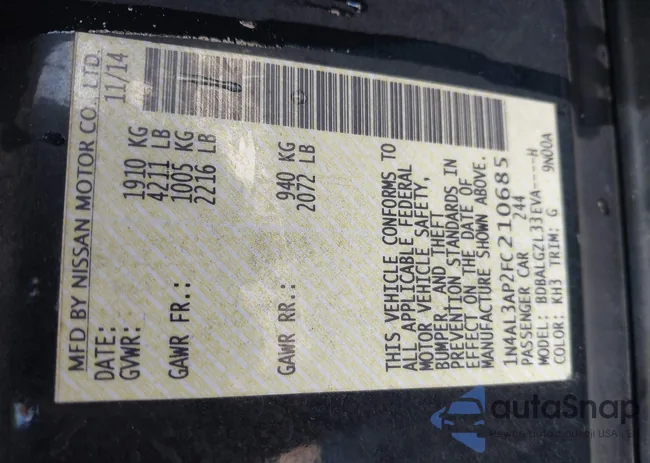 MFD BY NISSAN MOTOR CO., LTD.
DATE: 11/14
GVWR: 1910 KG
4211 LB
GAWR FR.: 1005 KG
2216 LB
GAWR RR.: 940 KG
2072 LB
THIS VEHICLE CONFORMS TO
ALL APPLICABLE FEDERAL
MOTOR VEHICLE SAFETY,
BUMPER, AND THEFT
PREVENTION STANDARDS IN
EFFECT ON THE DATE OF
MANUFACTURE SHOWN ABOVE.
1N4AL3AP2FC210685
PASSENGER CAR 244
MODEL: BDBALGZL33EVA----H
COLOR: KH3 TRIM: G 9N00A
autoSnap